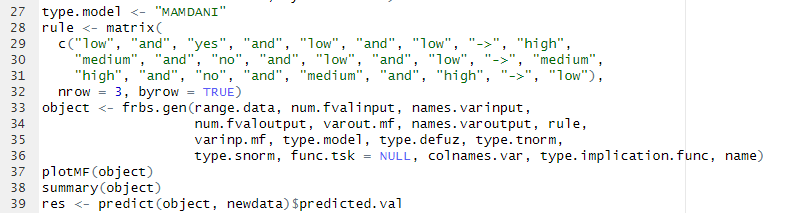 27 type.model <- "MAMDANI"
28 rule <- matrix(
29   c("low", "and", "yes", "and", "low", "and", "low", "->", "high",
30     "medium", "and", "no", "and", "low", "and", "low", "->", "medium",
31     "high", "and", "no", "and", "medium", "and", "high", "->", "low"),
32   nrow = 3, byrow = TRUE)
33 object <- frbs.gen(range.data, num.fvalinput, names.varinput,
34                    num.fvaloutput, varout.mf, names.varoutput, rule,
35                    varinp.mf, type.model, type.defuz, type.tnorm,
36                    type.snorm, func.tsk = NULL, colnames.var, type.implication.func, name)
37 plotMF(object)
38 summary(object)
39 res <- predict(object, newdata)$predicted.val